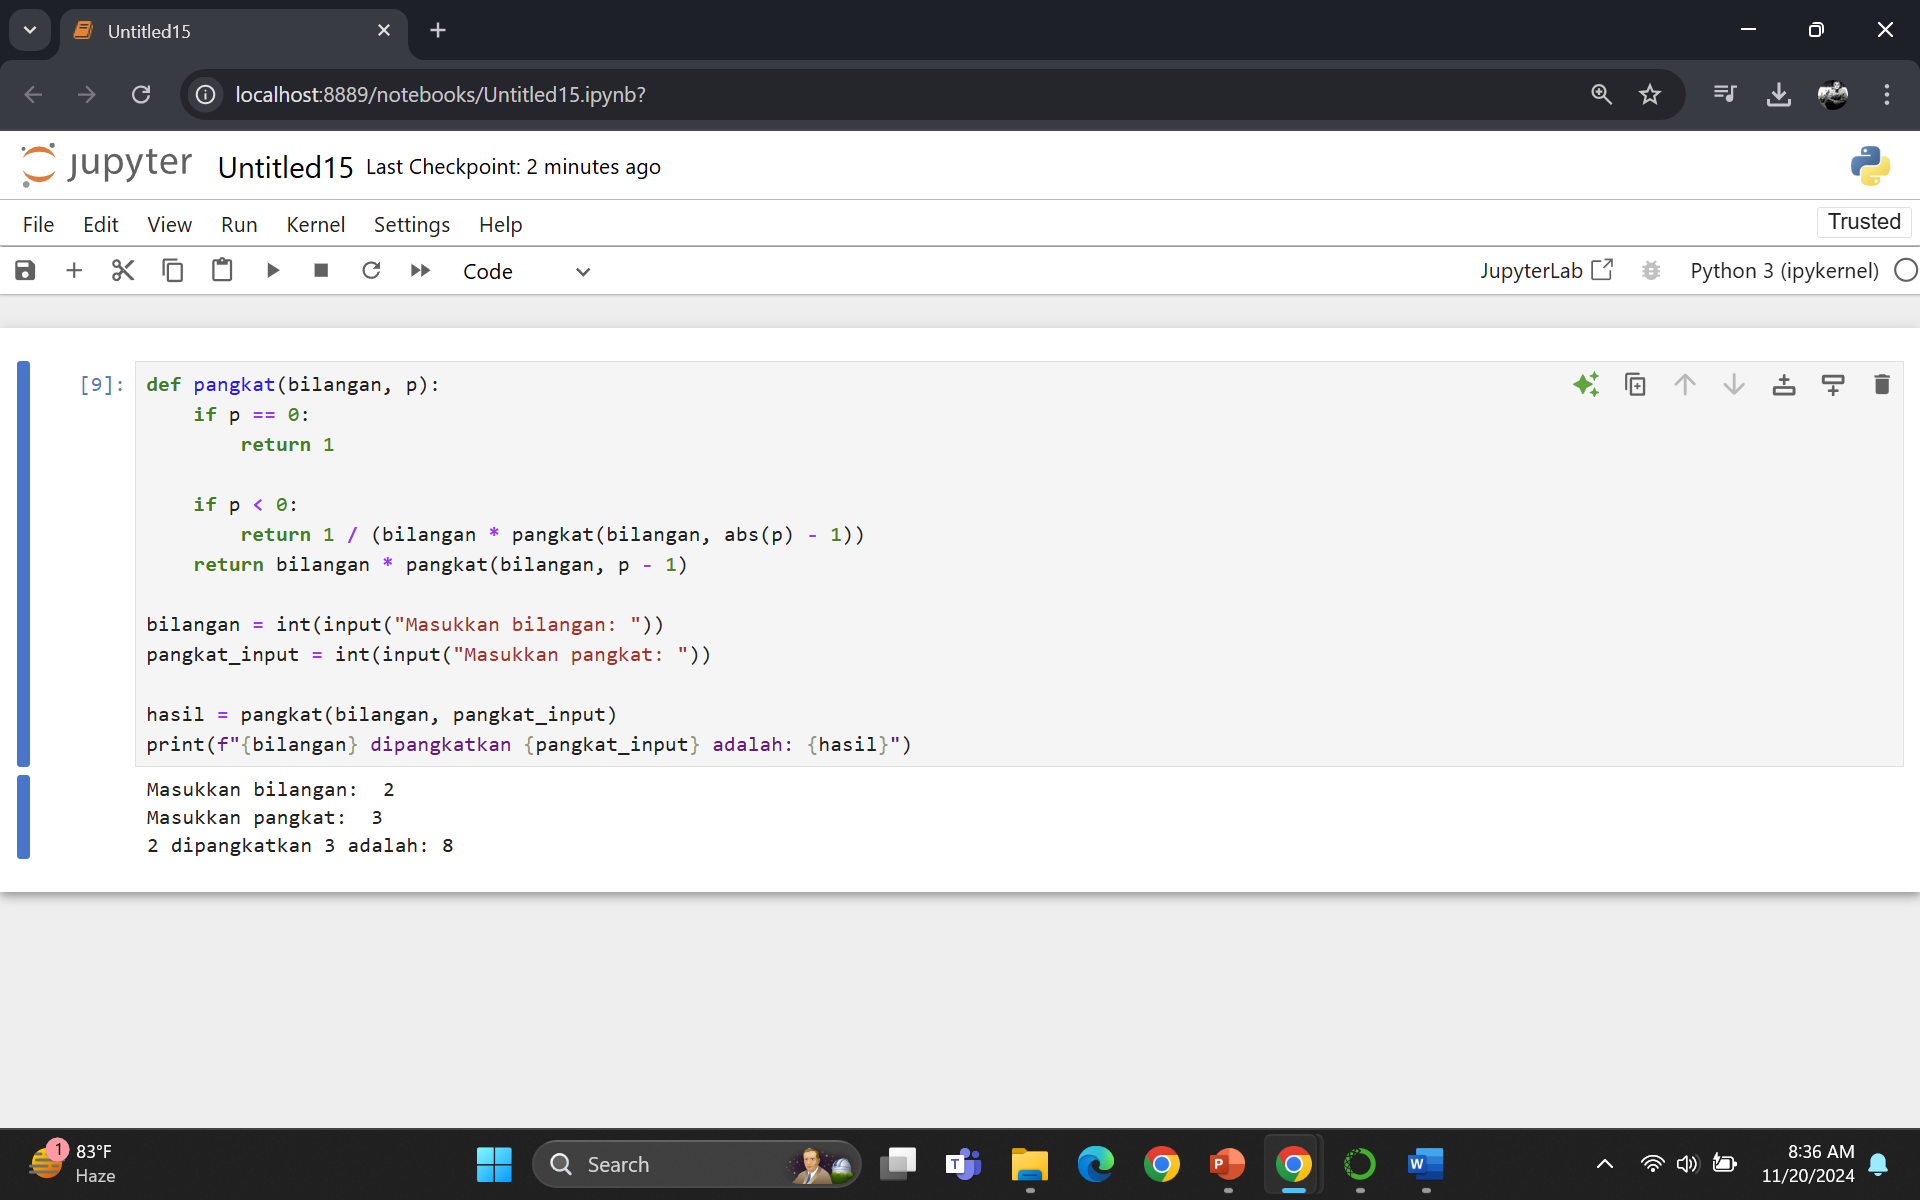 Untitled15
localhost:8889/notebooks/Untitled15.ipynb?
jupyter Untitled15 Last Checkpoint: 2 minutes ago
File Edit View Run Kernel Settings Help Trusted
Code JupyterLab Python 3 (ipykernel)
[9]: def pangkat(bilangan, p):
    if p == 0:
        return 1
    if p < 0:
        return 1 / (bilangan * pangkat(bilangan, abs(p) - 1))
    return bilangan * pangkat(bilangan, p - 1)
bilangan = int(input("Masukkan bilangan: "))
pangkat_input = int(input("Masukkan pangkat: "))
hasil = pangkat(bilangan, pangkat_input)
print(f"{bilangan} dipangkatkan {pangkat_input} adalah: {hasil}")
Masukkan bilangan:  2
Masukkan pangkat:  3
2 dipangkatkan 3 adalah: 8
1 83°F
Haze
Search
T
P
W
8:36 AM
11/20/2024